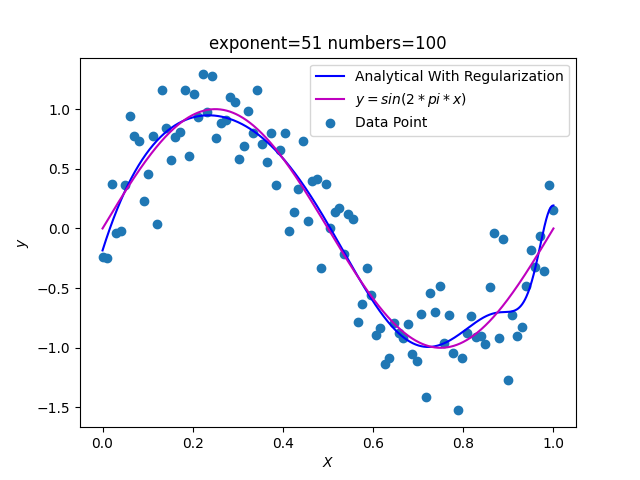 exponent=51 numbers=100
Analytical With Regularization
y = sin(2 * pi * x)
Data Point
1.0
0.5
0.0
−0.5
−1.0
−1.5
y
0.0 0.2 0.4 0.6 0.8 1.0
X